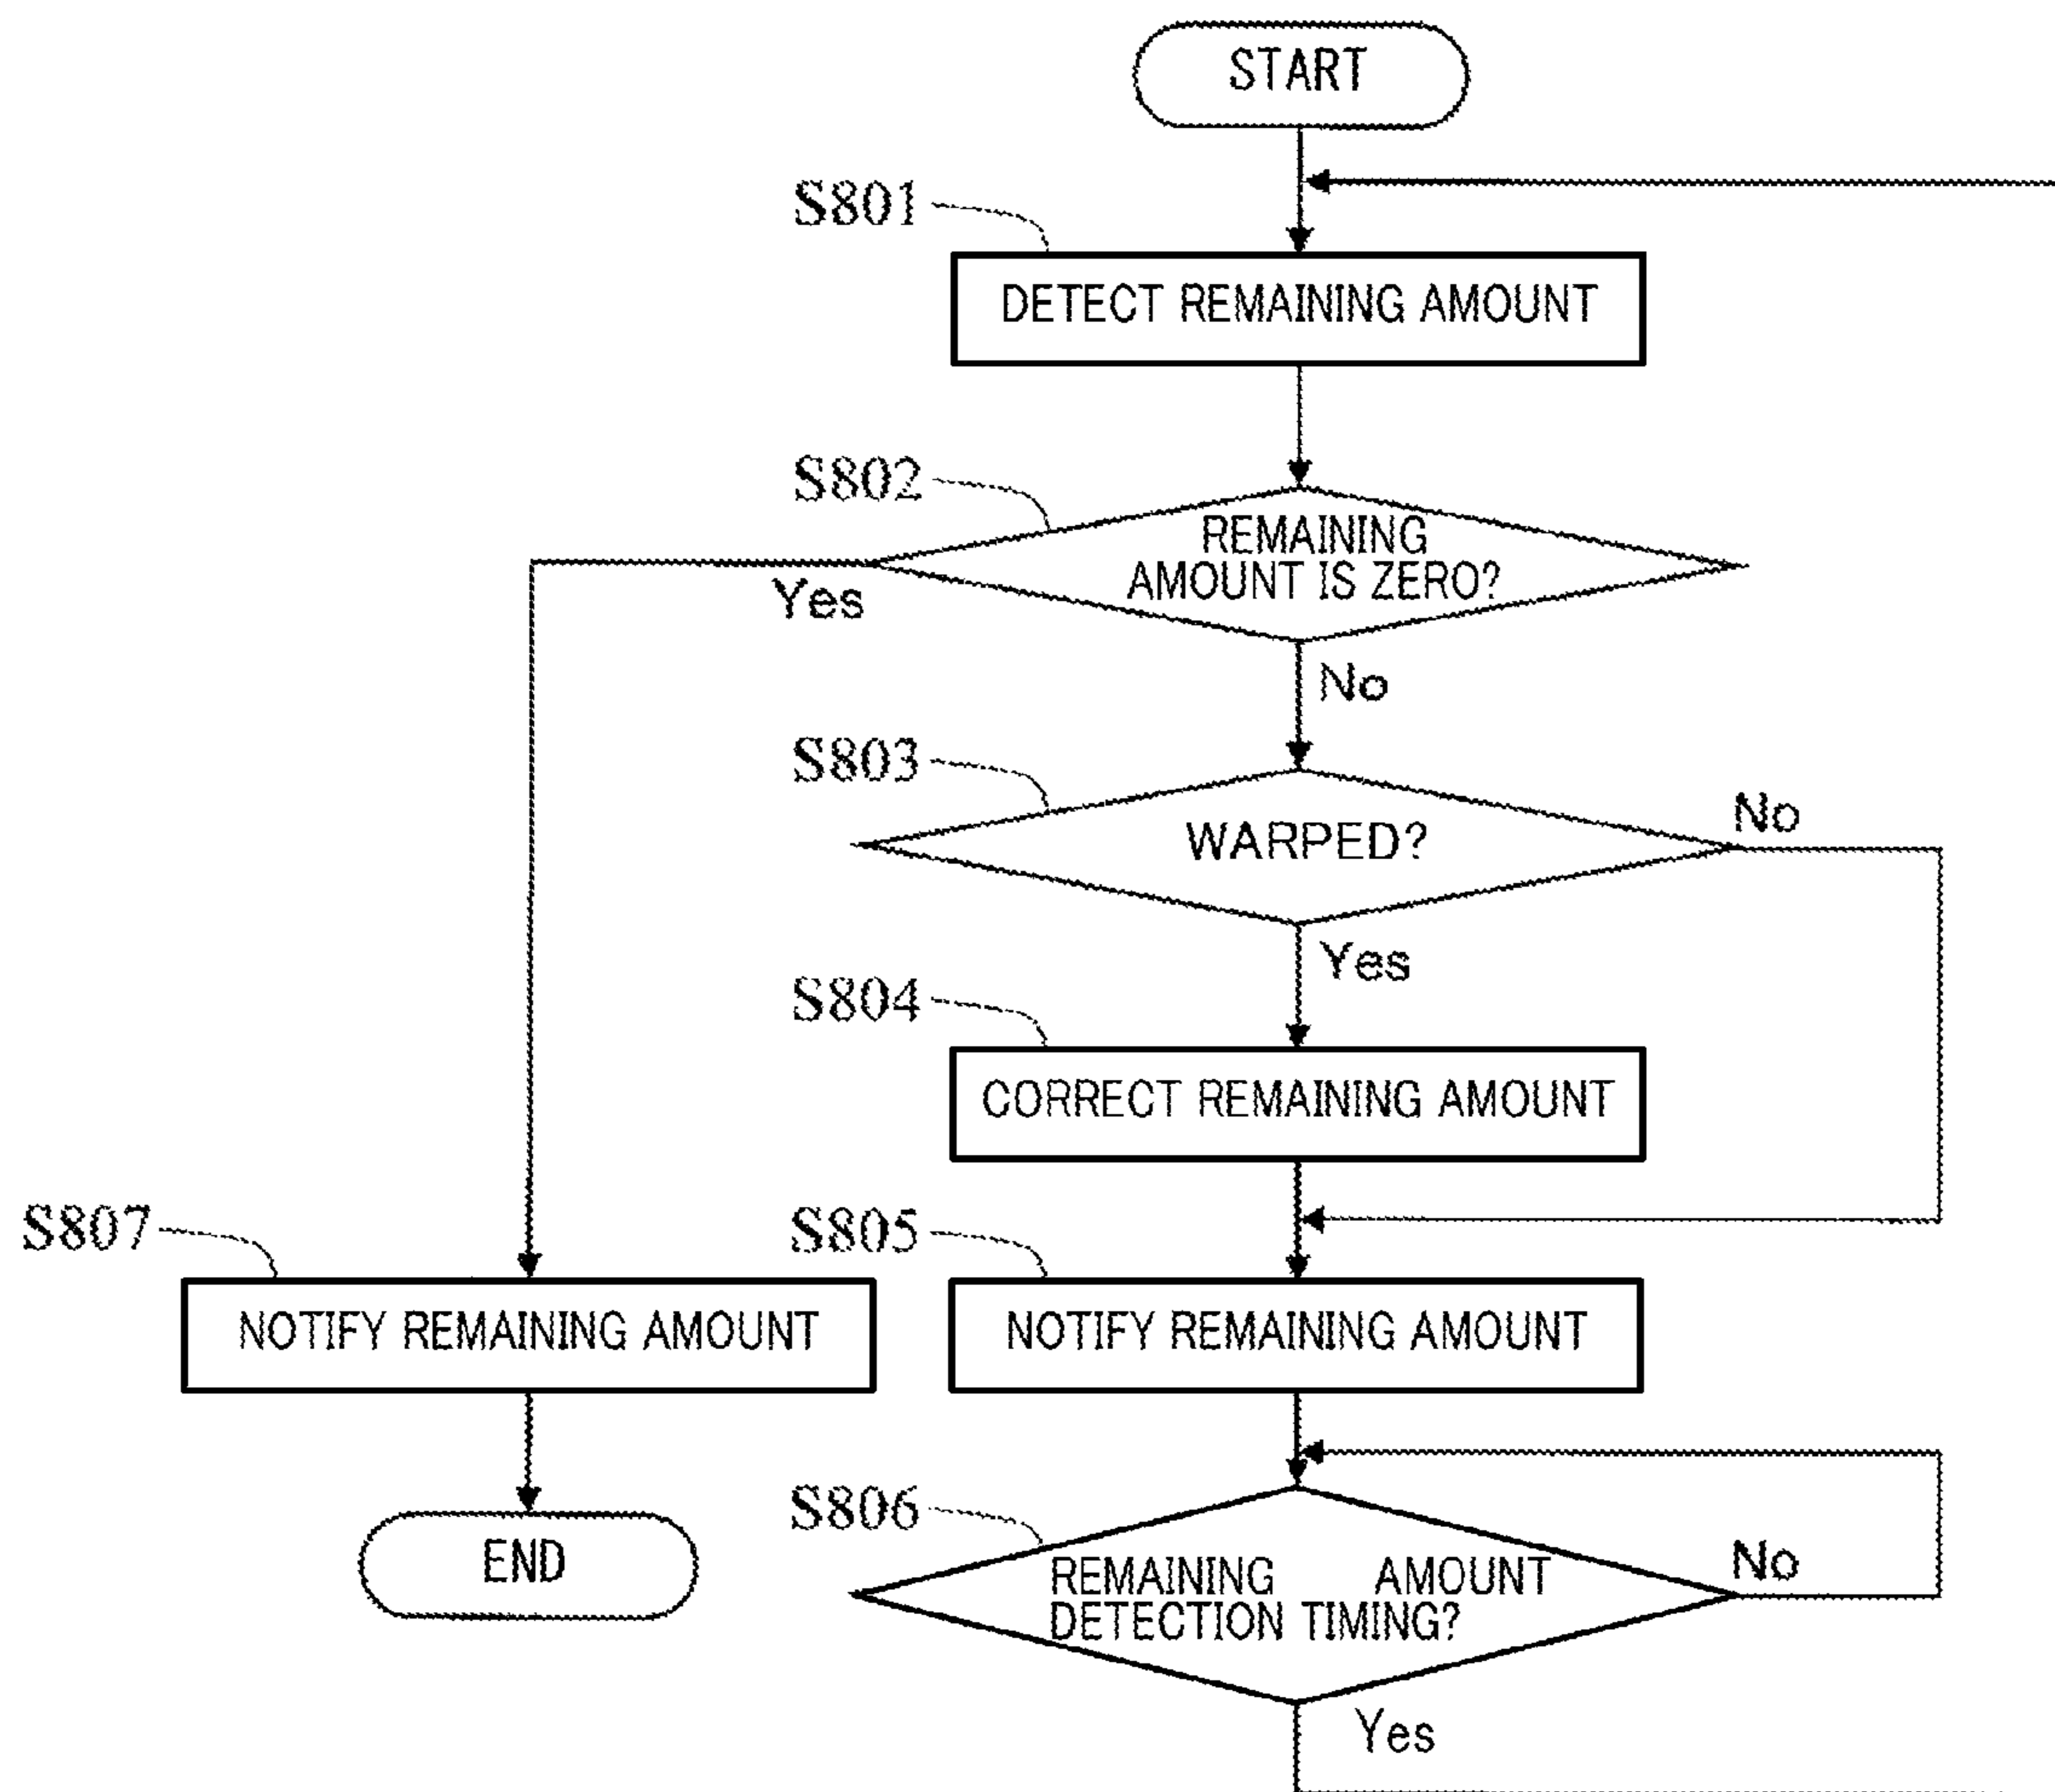 START
S801
DETECT REMAINING AMOUNT
S802
REMAINING
AMOUNT IS ZERO?
Yes
No
S803
WARPED?
No
Yes
S804
CORRECT REMAINING AMOUNT
S807
S805
NOTIFY REMAINING AMOUNT
NOTIFY REMAINING AMOUNT
S806
END
REMAINING AMOUNT
DETECTION TIMING?
No
Yes